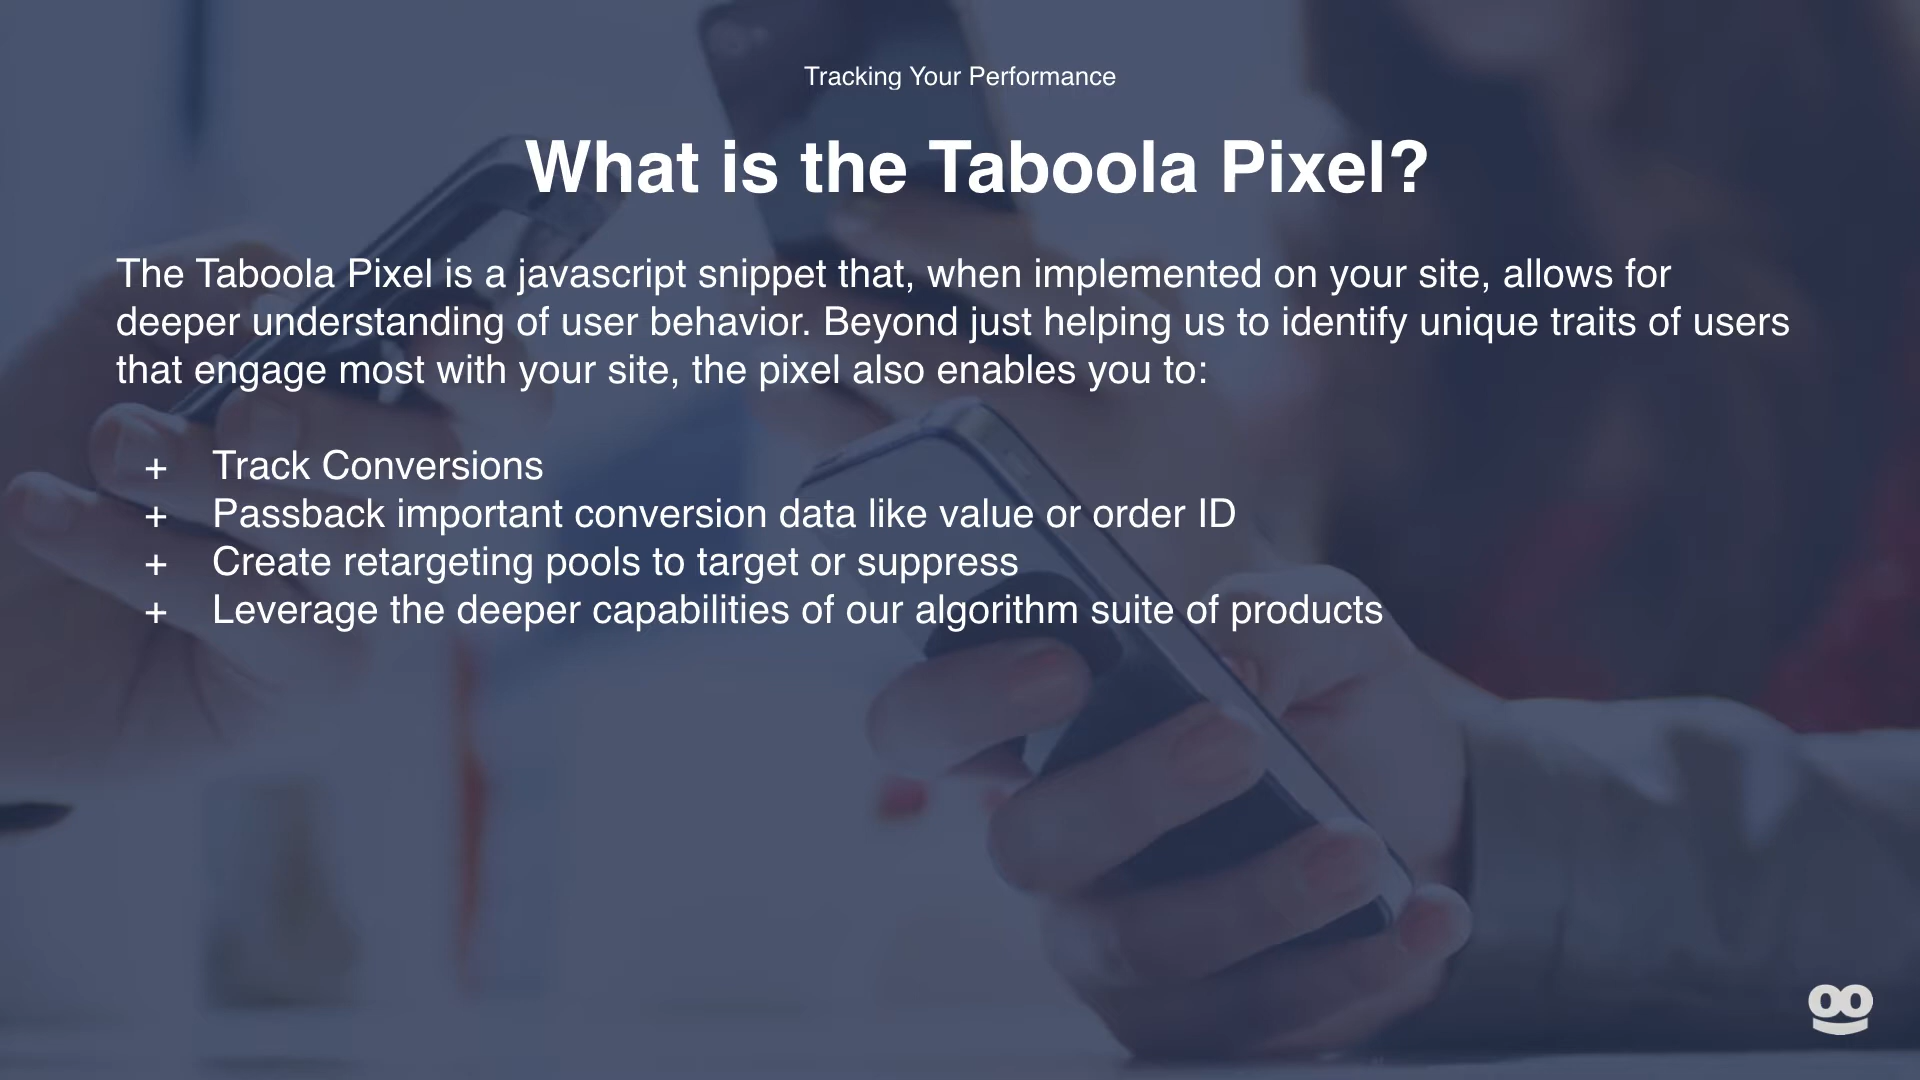 Tracking Your Performance
What is the Taboola Pixel?
The Taboola Pixel is a javascript snippet that, when implemented on your site, allows for
deeper understanding of user behavior. Beyond just helping us to identify unique traits of users
that engage most with your site, the pixel also enables you to:
+ Track Conversions
+ Passback important conversion data like value or order ID
+ Create retargeting pools to target or suppress
+ Leverage the deeper capabilities of our algorithm suite of products